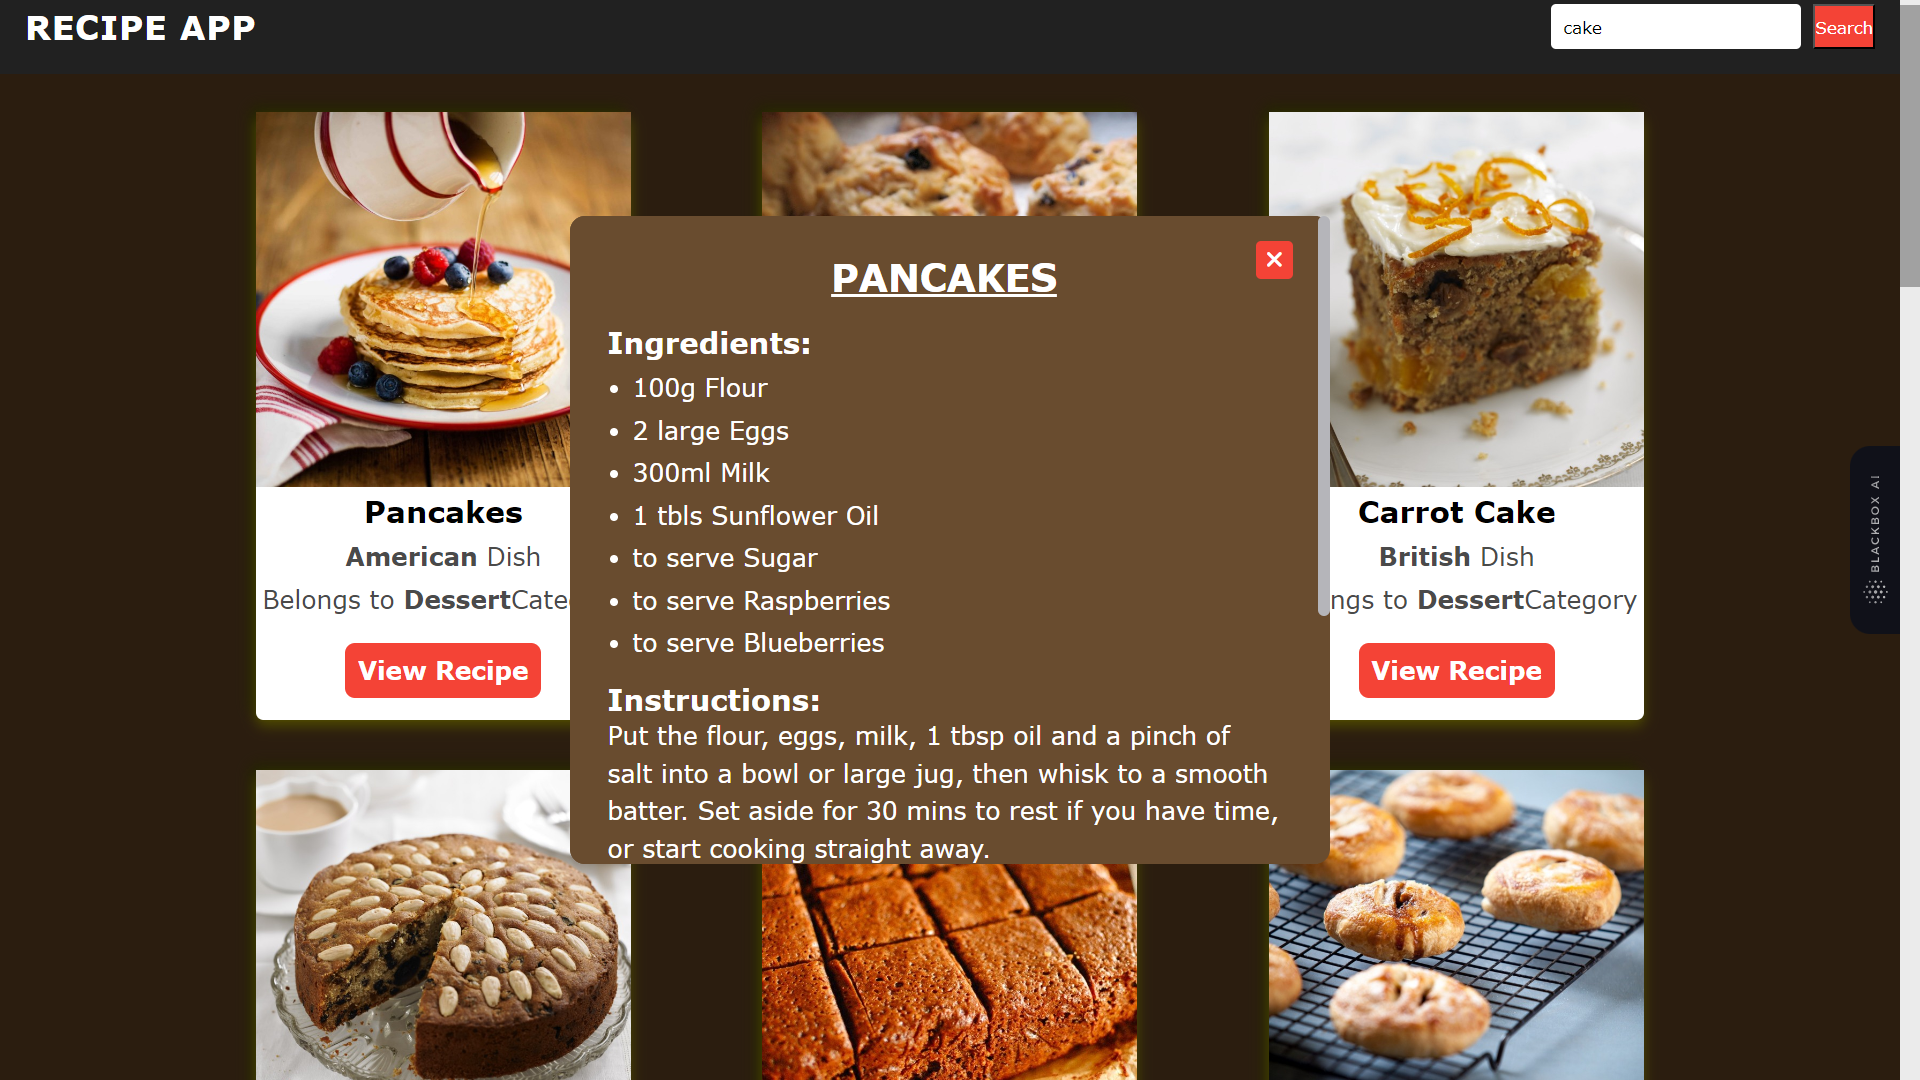 RECIPE APP
cake
Search
PANCAKES
Ingredients:
• 100g Flour
• 2 large Eggs
• 300ml Milk
• 1 tbls Sunflower Oil
• to serve Sugar
• to serve Raspberries
• to serve Blueberries
Instructions:
Put the flour, eggs, milk, 1 tbsp oil and a pinch of
salt into a bowl or large jug, then whisk to a smooth
batter. Set aside for 30 mins to rest if you have time,
or start cooking straight away.
Pancakes
American Dish
Belongs to DessertCate
View Recipe
Carrot Cake
British Dish
ngs to DessertCategory
View Recipe
BLACKBOX AI